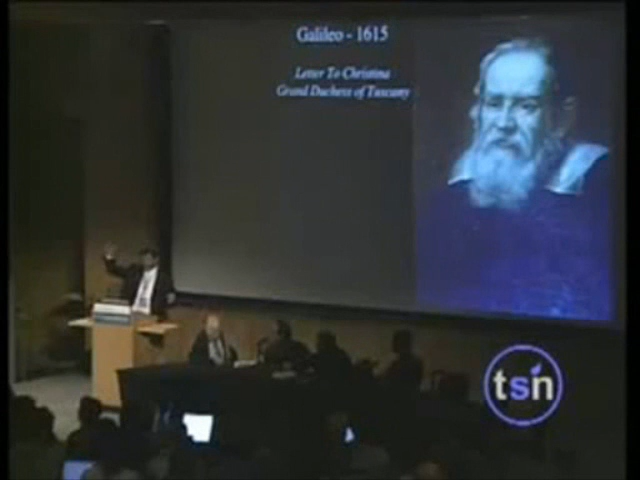 Galileo - 1615
Letter To Christina
Grand Duchess of Tuscany
tsn